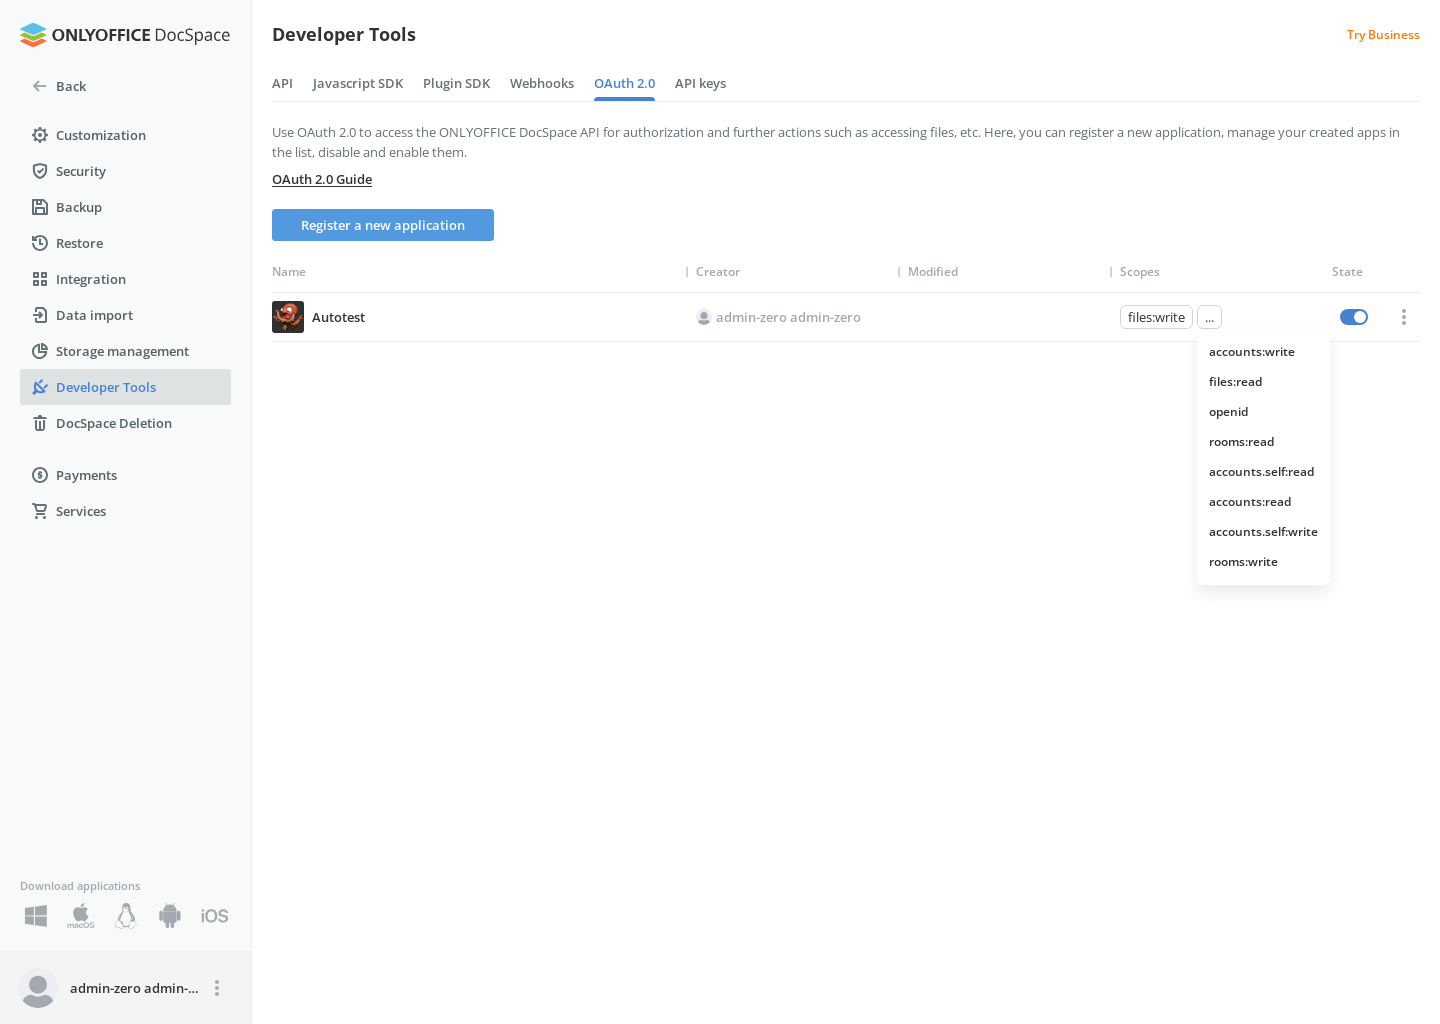 ONLYOFFICE DocSpace
Back
Customization
Security
Backup
Restore
Integration
Data import
Storage management
Developer Tools
DocSpace Deletion
Payments
Services
Download applications
macOS
iOS
admin-zero admin-...
Developer Tools
Try Business
API Javascript SDK Plugin SDK Webhooks OAuth 2.0 API keys
Use OAuth 2.0 to access the ONLYOFFICE DocSpace API for authorization and further actions such as accessing files, etc. Here, you can register a new application, manage your created apps in
the list, disable and enable them.
OAuth 2.0 Guide
Register a new application
Name Creator Modified Scopes State
Autotest admin-zero admin-zero files:write ...
accounts:write
files:read
openid
rooms:read
accounts.self:read
accounts:read
accounts.self:write
rooms:write